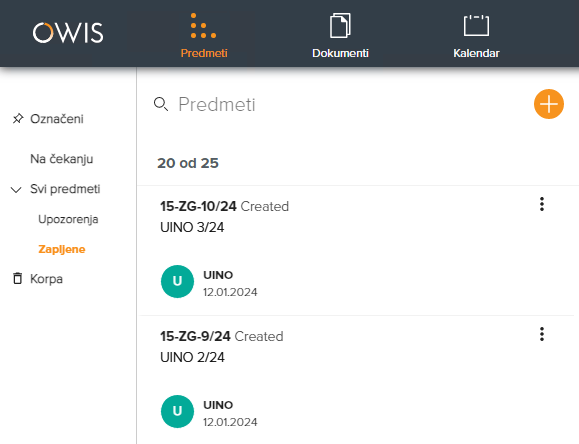 OWIS
Predmeti
Dokumenti
Kalendar
Označeni
Na čekanju
Svi predmeti
Upozorenja
Zapljene
Korpa
Predmeti
20 od 25
15-ZG-10/24 Created
UINO 3/24
U
UINO
12.01.2024
15-ZG-9/24 Created
UINO 2/24
U
UINO
12.01.2024